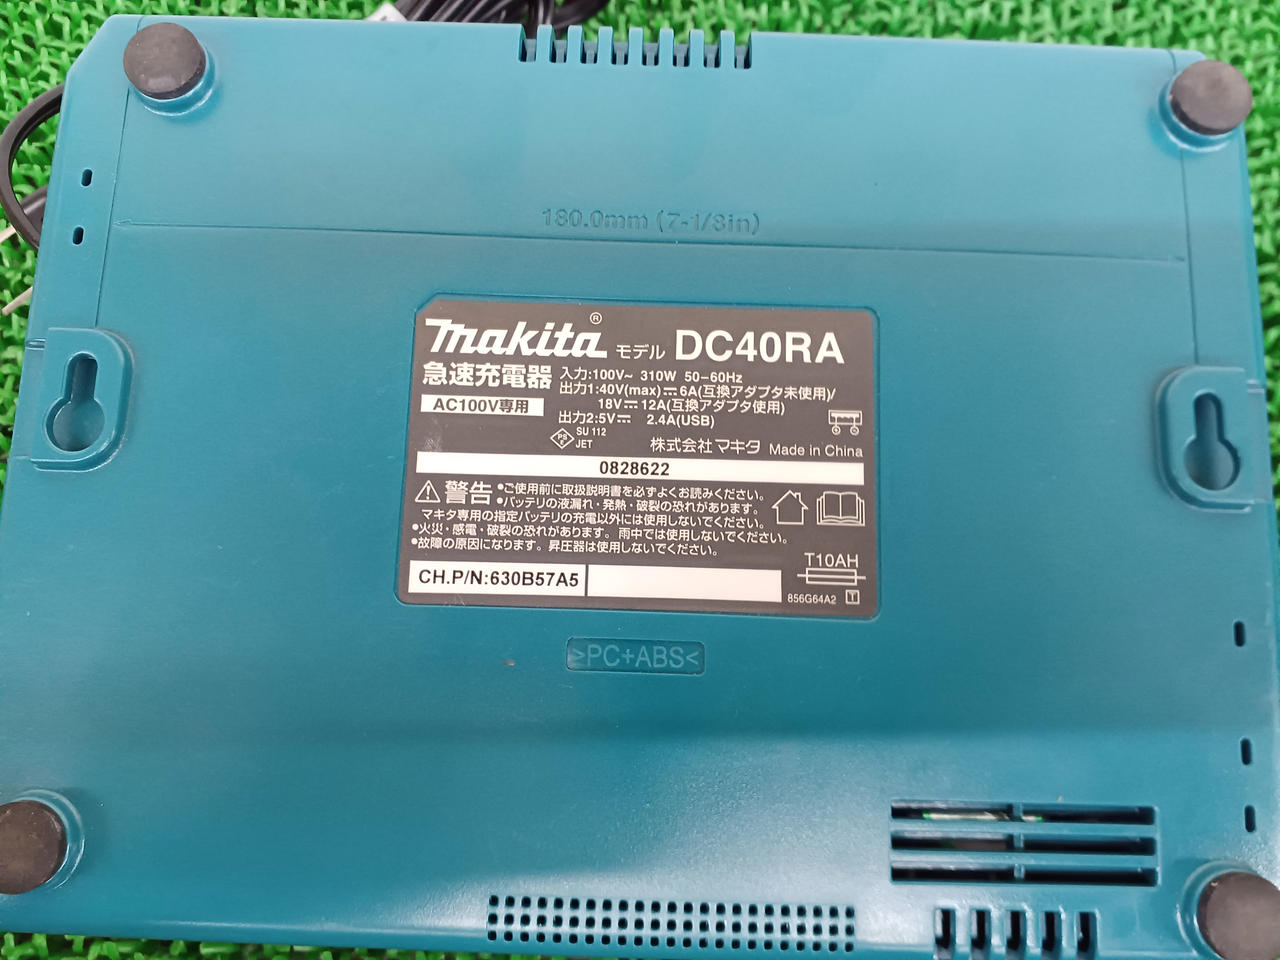 180.0mm (7-1/8in)
makita® モデル DC40RA
急速充電器
AC100V専用
入力:100V~ 310W 50-60Hz
出力1:40V(max)⎓6A(互換アダプタ未使用)/
18V⎓12A(互換アダプタ使用)
出力2:5V⎓ 2.4A(USB)
PS
E
SU 112
JET
株式会社マキタ Made in China
0828622
警告 •ご使用前に取扱説明書を必ずよくお読みください。
•バッテリの液漏れ・発熱・破裂の恐れがあります。
マキタ専用の指定バッテリの充電以外には使用しないでください。
•火災・感電・破裂の恐れがあります。雨中では使用しないでください。
•故障の原因になります。昇圧器は使用しないでください。
T10AH
CH.P/N:630B57A5
856G64A2 T
>PC+ABS<